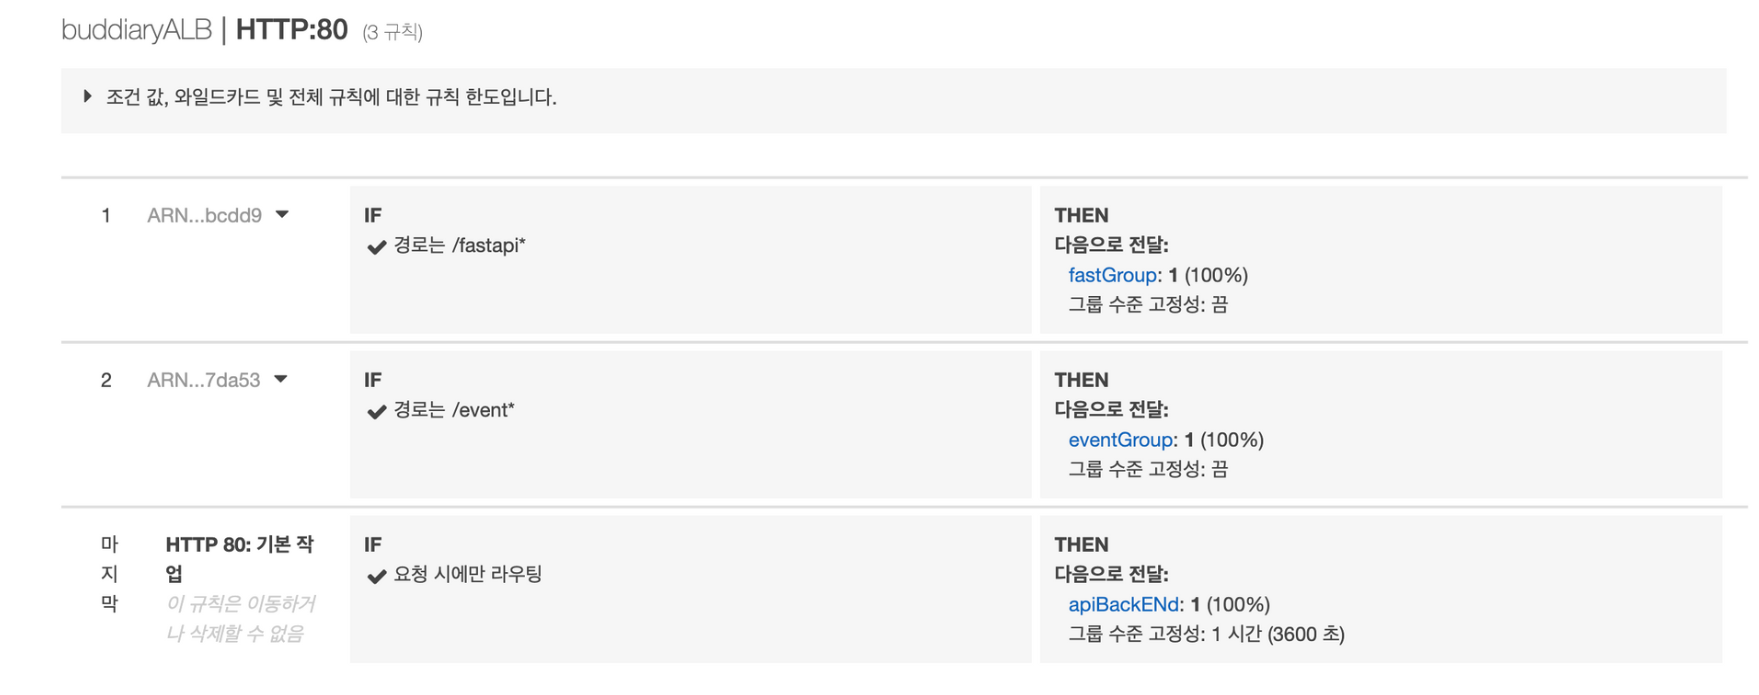 buddiaryALB | HTTP:80 (3 규칙)
조건 값, 와일드카드 및 전체 규칙에 대한 규칙 한도입니다.
1 ARN...bcdd9
IF
경로는 /fastapi*
THEN
다음으로 전달:
fastGroup: 1 (100%)
그룹 수준 고정성: 끔
2 ARN...7da53
IF
경로는 /event*
THEN
다음으로 전달:
eventGroup: 1 (100%)
그룹 수준 고정성: 끔
마
지
막
HTTP 80: 기본 작
업
이 규칙은 이동하거
나 삭제할 수 없음
IF
요청 시에만 라우팅
THEN
다음으로 전달:
apiBackENd: 1 (100%)
그룹 수준 고정성: 1 시간 (3600 초)